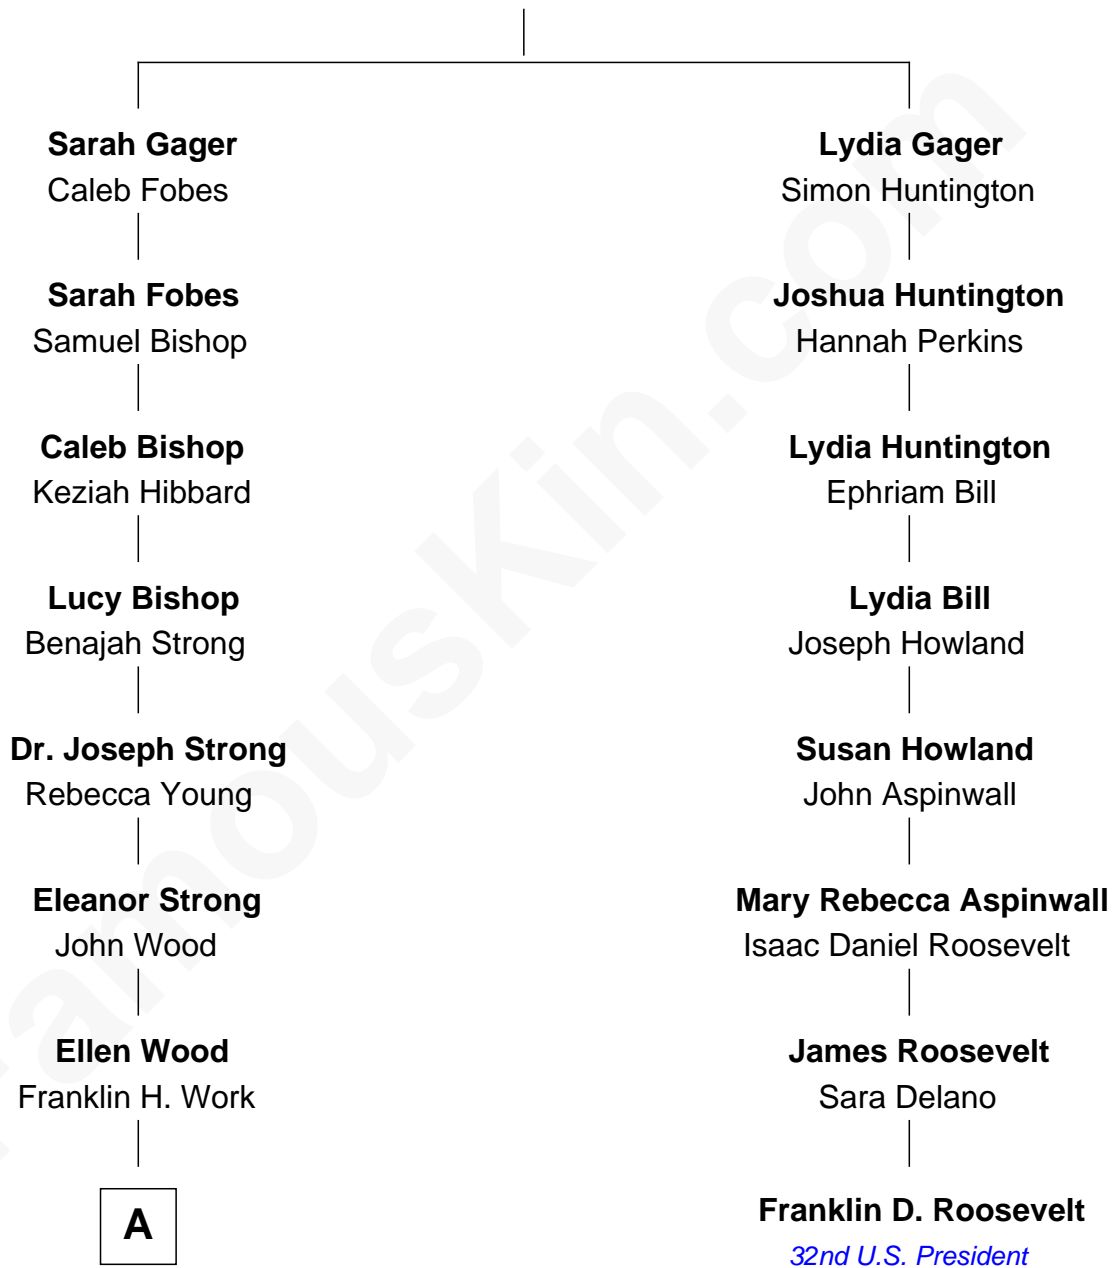 Sarah Gager
Caleb Fobes
Sarah Fobes
Samuel Bishop
Caleb Bishop
Keziah Hibbard
Lucy Bishop
Benajah Strong
Dr. Joseph Strong
Rebecca Young
Eleanor Strong
John Wood
Ellen Wood
Franklin H. Work
A
Lydia Gager
Simon Huntington
Joshua Huntington
Hannah Perkins
Lydia Huntington
Ephriam Bill
Lydia Bill
Joseph Howland
Susan Howland
John Aspinwall
Mary Rebecca Aspinwall
Isaac Daniel Roosevelt
James Roosevelt
Sara Delano
Franklin D. Roosevelt
32nd U.S. President
FamousKin.com